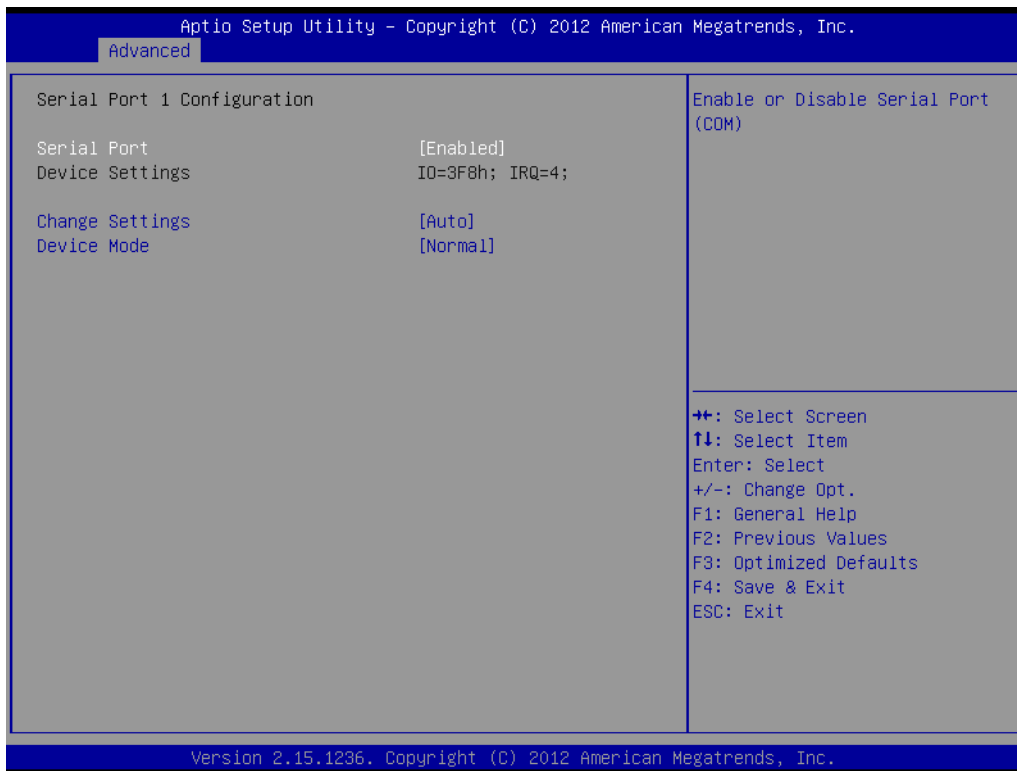 Aptio Setup Utility – Copyright (C) 2012 American Megatrends, Inc.
Advanced
Serial Port 1 Configuration
Serial Port [Enabled]
Device Settings IO=3F8h; IRQ=4;
Change Settings [Auto]
Device Mode [Normal]
Enable or Disable Serial Port
(COM)
→←: Select Screen
↑↓: Select Item
Enter: Select
+/-: Change Opt.
F1: General Help
F2: Previous Values
F3: Optimized Defaults
F4: Save & Exit
ESC: Exit
Version 2.15.1236. Copyright (C) 2012 American Megatrends, Inc.